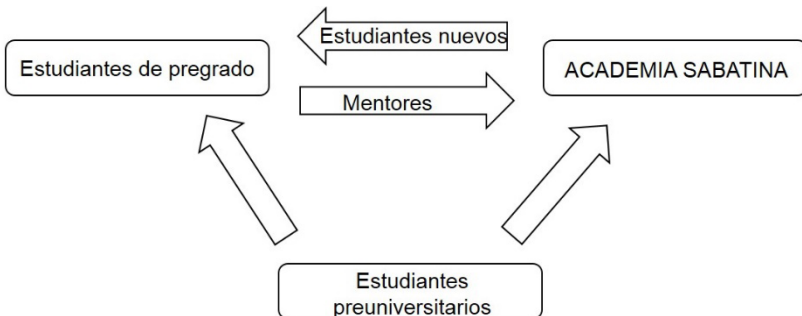 Estudiantes nuevos
Estudiantes de pregrado
ACADEMIA SABATINA
Mentores
Estudiantes
preuniversitarios